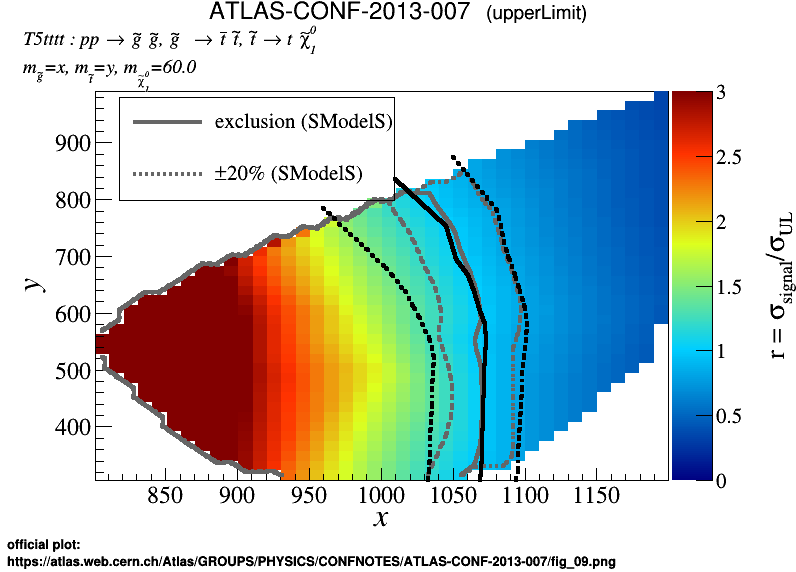 ATLAS-CONF-2013-007 (upperLimit)
T5tttt : pp → g̃ g̃, g̃ → t̄ t̃, t̃ → t χ̃₁⁰
m_g̃=x, m_t̃=y, m_χ̃₁⁰=60.0
exclusion (SModelS)
±20% (SModelS)
900
800
700
600
500
400
y
850 900 950 1000 1050 1100 1150
x
3
2.5
2
1.5
1
0.5
0
r = σ_signal/σ_UL
official plot:
https://atlas.web.cern.ch/Atlas/GROUPS/PHYSICS/CONFNOTES/ATLAS-CONF-2013-007/fig_09.png